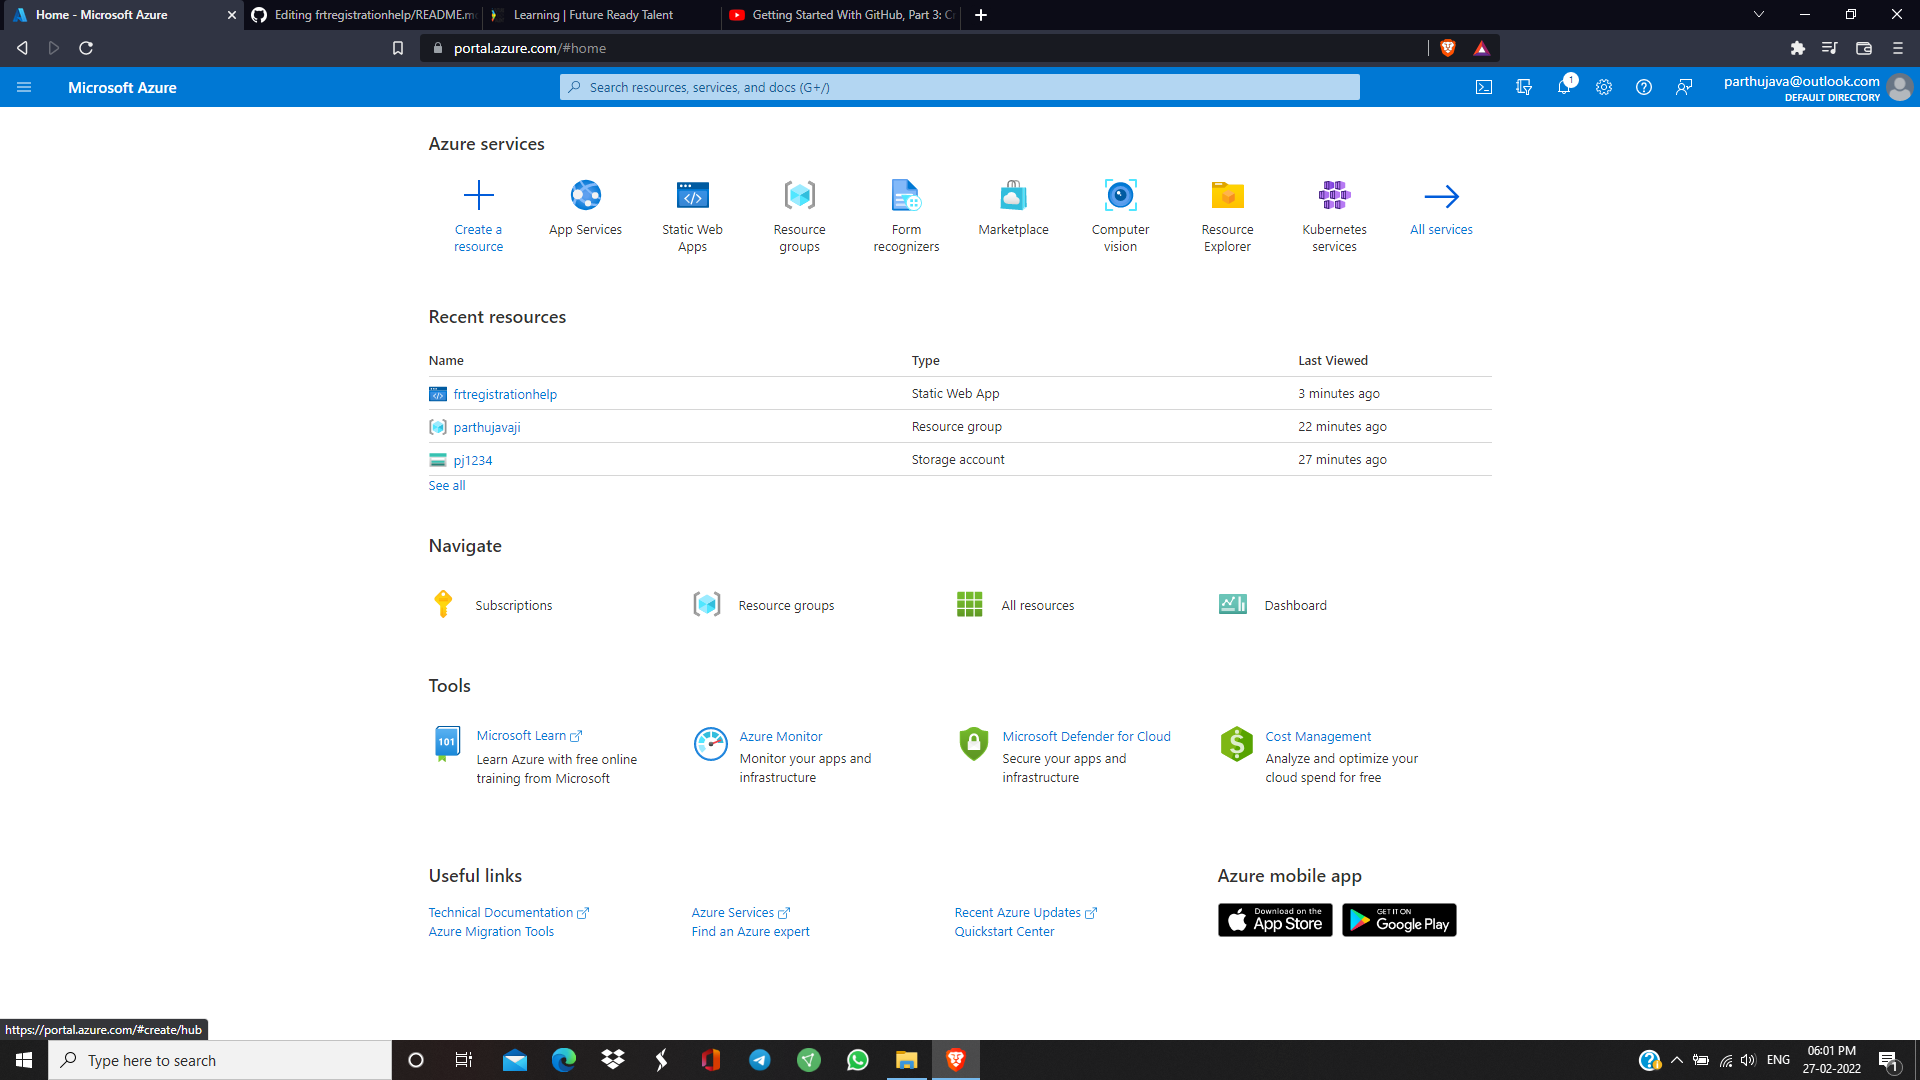 Home - Microsoft Azure
Editing frtregistrationhelp/README.m
Learning | Future Ready Talent
Getting Started With GitHub, Part 3: C
portal.azure.com/#home
Microsoft Azure
Search resources, services, and docs (G+/)
1
parthujava@outlook.com
DEFAULT DIRECTORY
Azure services
Create a
resource
App Services
Static Web
Apps
Resource
groups
Form
recognizers
Marketplace
Computer
vision
Resource
Explorer
Kubernetes
services
All services
Recent resources
Name Type Last Viewed
frtregistrationhelp Static Web App 3 minutes ago
parthujavaji Resource group 22 minutes ago
pj1234 Storage account 27 minutes ago
See all
Navigate
Subscriptions
Resource groups
All resources
Dashboard
Tools
101
Microsoft Learn
Learn Azure with free online
training from Microsoft
Azure Monitor
Monitor your apps and
infrastructure
Microsoft Defender for Cloud
Secure your apps and
infrastructure
Cost Management
Analyze and optimize your
cloud spend for free
Useful links
Technical Documentation
Azure Migration Tools
Azure Services
Find an Azure expert
Recent Azure Updates
Quickstart Center
Azure mobile app
Download on the
App Store
GET IT ON
Google Play
https://portal.azure.com/#create/hub
Type here to search
ENG
06:01 PM
27-02-2022
1